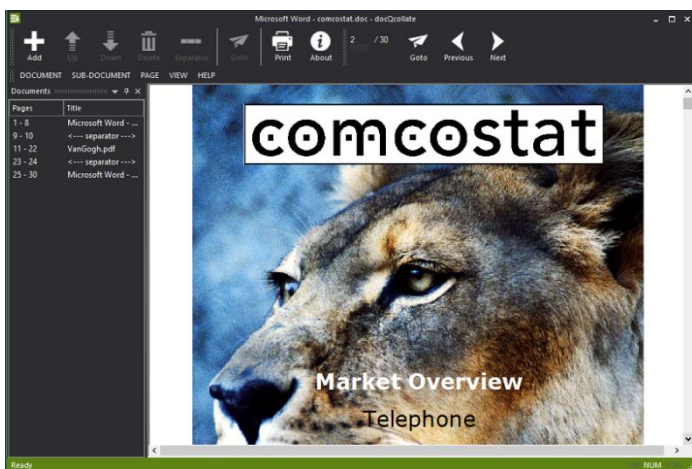 Microsoft Word - comcostat.doc - docQcollate
Add Up Down Delete Separator Goto Print About 2 / 30 Goto Previous Next
DOCUMENT SUB-DOCUMENT PAGE VIEW HELP
Documents
Pages Title
1 - 8 Microsoft Word - ...
9 - 10 <--- separator --->
11 - 22 VanGogh.pdf
23 - 24 <--- separator --->
25 - 30 Microsoft Word - ...
comcostat
Market Overview
Telephone
Ready NUM